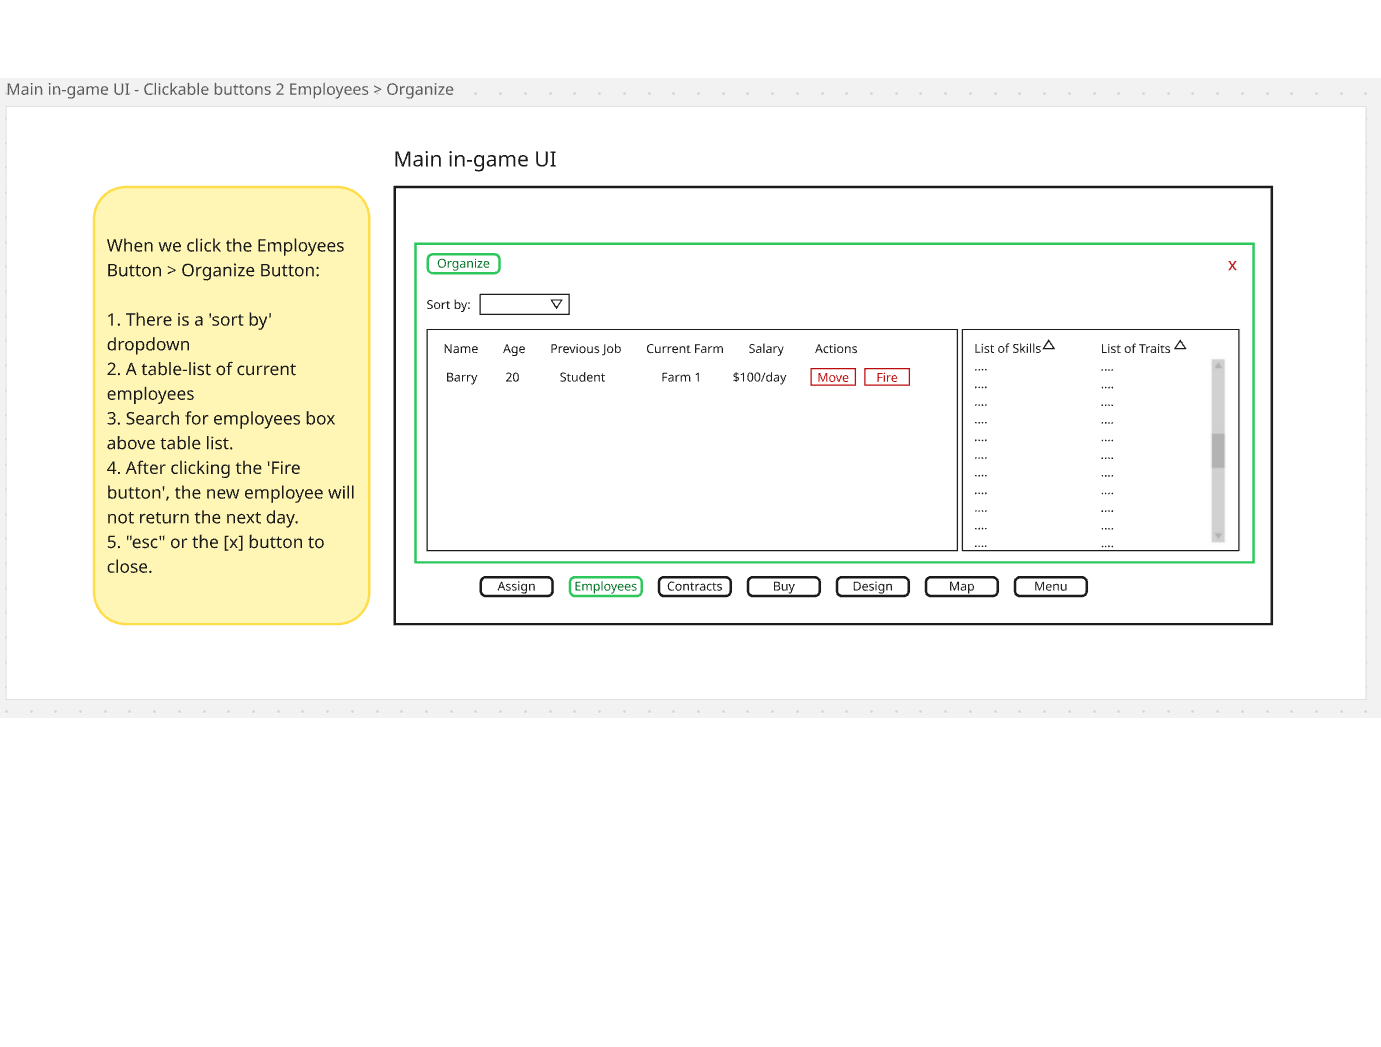 Main in-game UI - Clickable buttons 2 Employees > Organize
Main in-game UI
When we click the Employees
Button > Organize Button:
1. There is a 'sort by'
dropdown
2. A table-list of current
employees
3. Search for employees box
above table list.
4. After clicking the 'Fire
button', the new employee will
not return the next day.
5. "esc" or the [x] button to
close.
Organize x
Sort by:
Name Age Previous Job Current Farm Salary Actions
Barry 20 Student Farm 1 $100/day Move Fire
List of Skills List of Traits
.... ....
.... ....
.... ....
.... ....
.... ....
.... ....
.... ....
.... ....
.... ....
.... ....
.... ....
Assign Employees Contracts Buy Design Map Menu